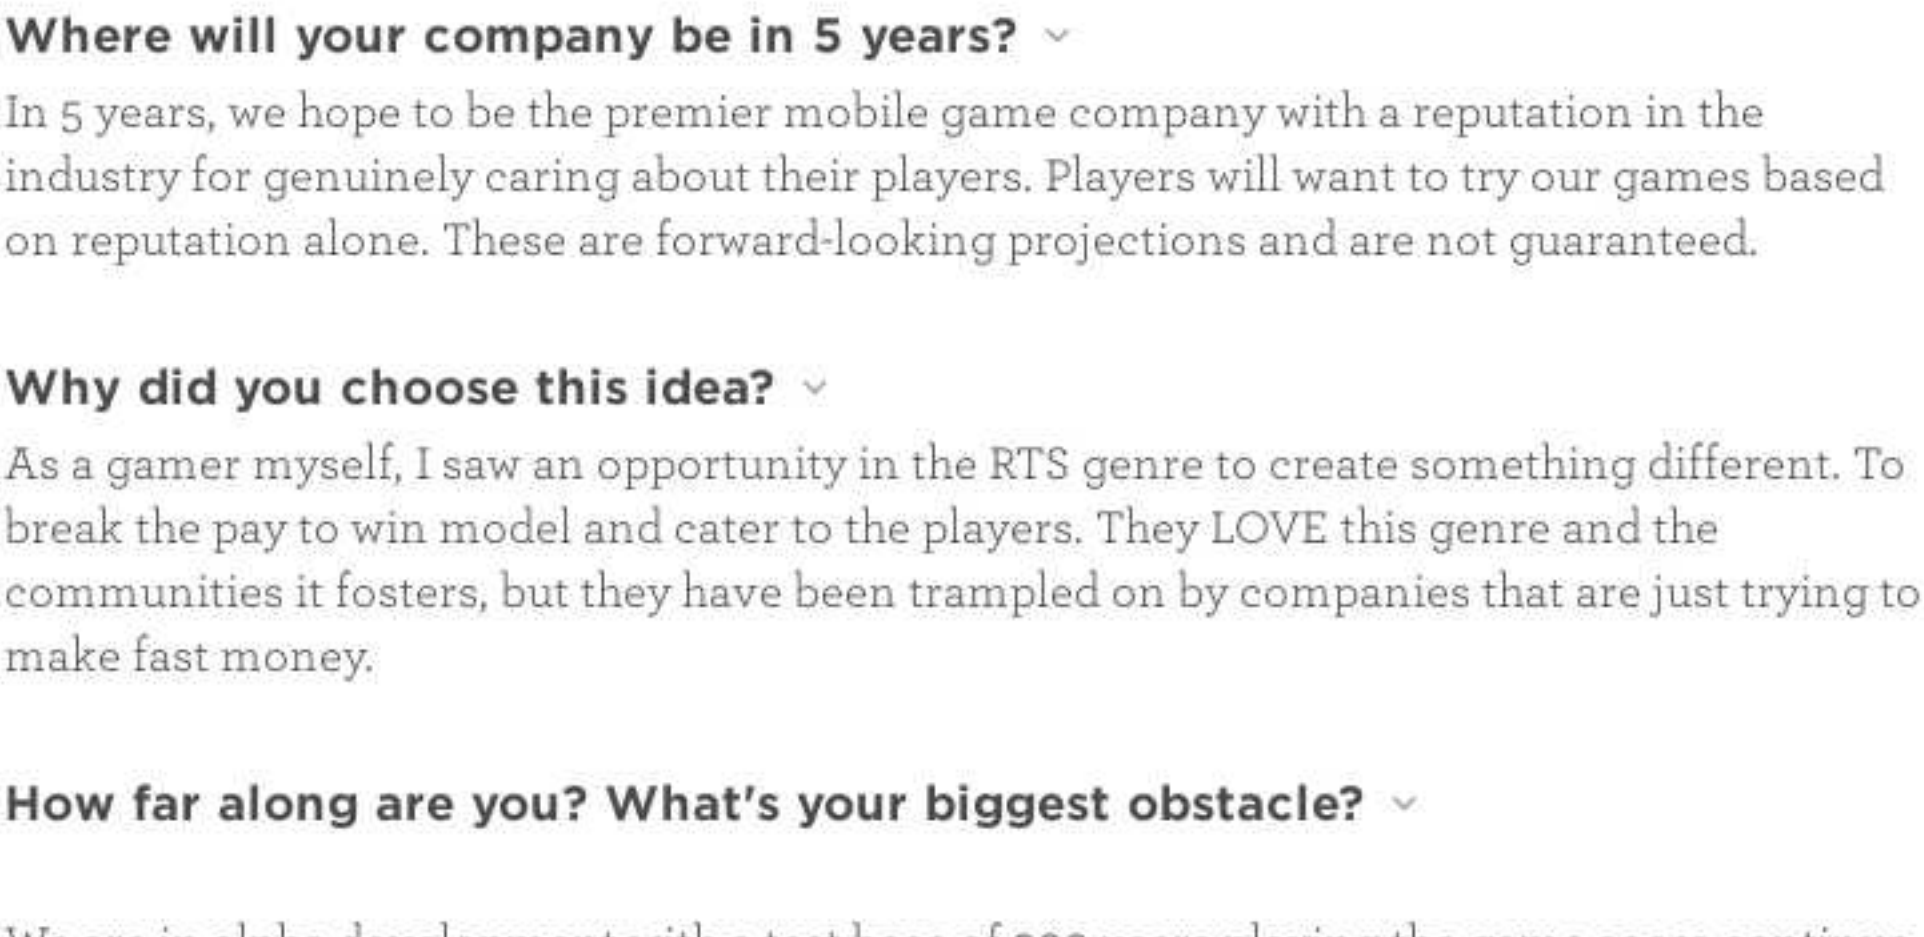 Where will your company be in 5 years?
In 5 years, we hope to be the premier mobile game company with a reputation in the
industry for genuinely caring about their players. Players will want to try our games based
on reputation alone. These are forward-looking projections and are not guaranteed.
Why did you choose this idea?
As a gamer myself, I saw an opportunity in the RTS genre to create something different. To
break the pay to win model and cater to the players. They LOVE this genre and the
communities it fosters, but they have been trampled on by companies that are just trying to
make fast money.
How far along are you? What's your biggest obstacle?